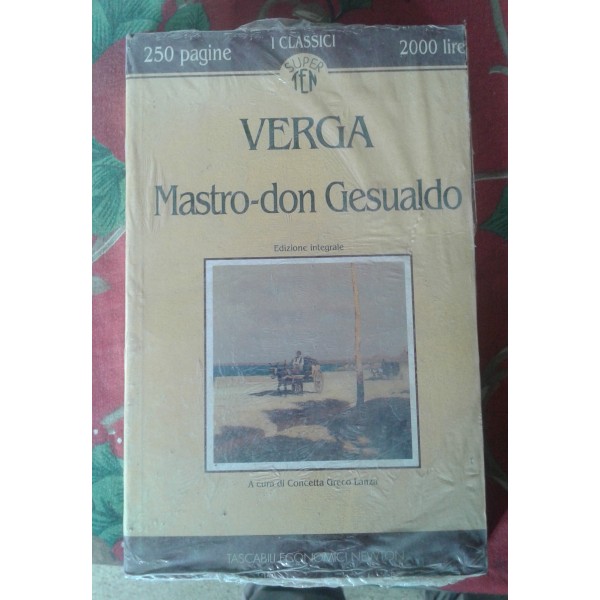 250 pagine
I CLASSICI
2000 lire
SUPER
TEN
VERGA
Mastro-don Gesualdo
Edizione integrale
A cura di Concetta Greco Lanza
TASCABILI ECONOMICI NEWTON